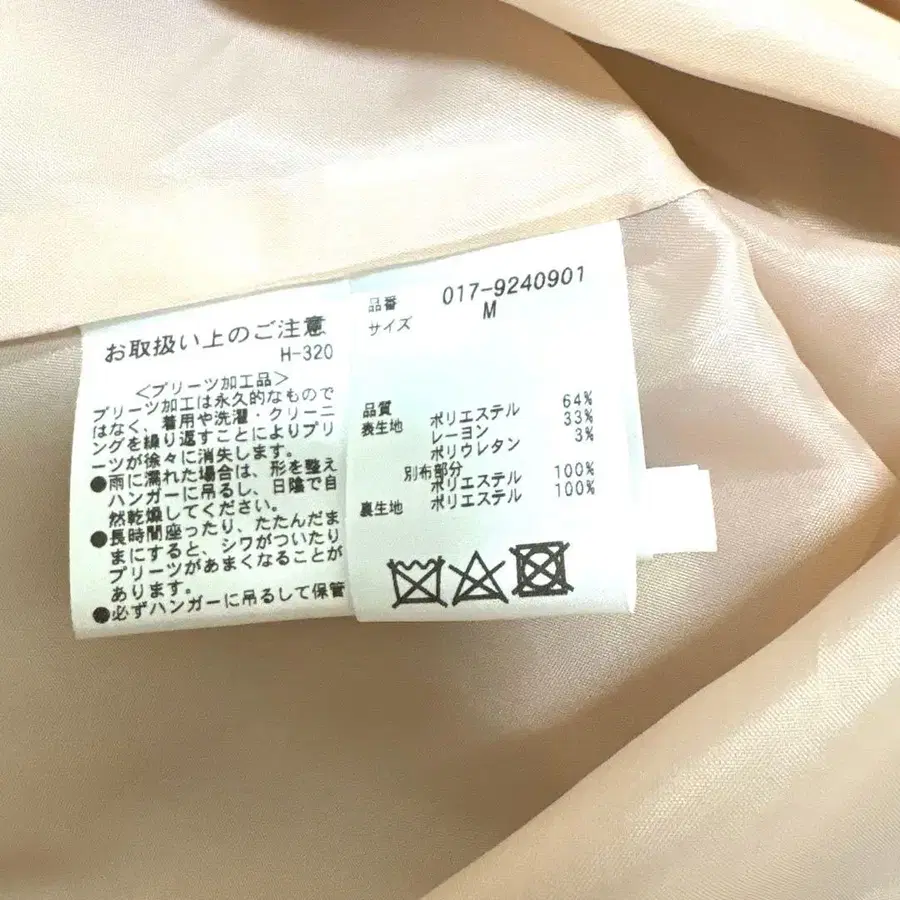 お取扱い上のご注意
H-320
＜プリーツ加工品＞
プリーツ加工は永久的なもので
はなく、着用や洗濯・クリーニ
ングを繰り返すことによりプリ
ーツが徐々に消失します。
●雨に濡れた場合は、形を整え
ハンガーに吊るし、日陰で自
然乾燥してください。
●長時間座ったり、たたんだま
まにすると、シワがついたり
プリーツがあまくなることが
あります。
●必ずハンガーに吊るして保管
品番 017-9240901
サイズ M
品質
表生地 ポリエステル 64%
レーヨン 33%
ポリウレタン 3%
別布部分
ポリエステル 100%
裏生地 ポリエステル 100%